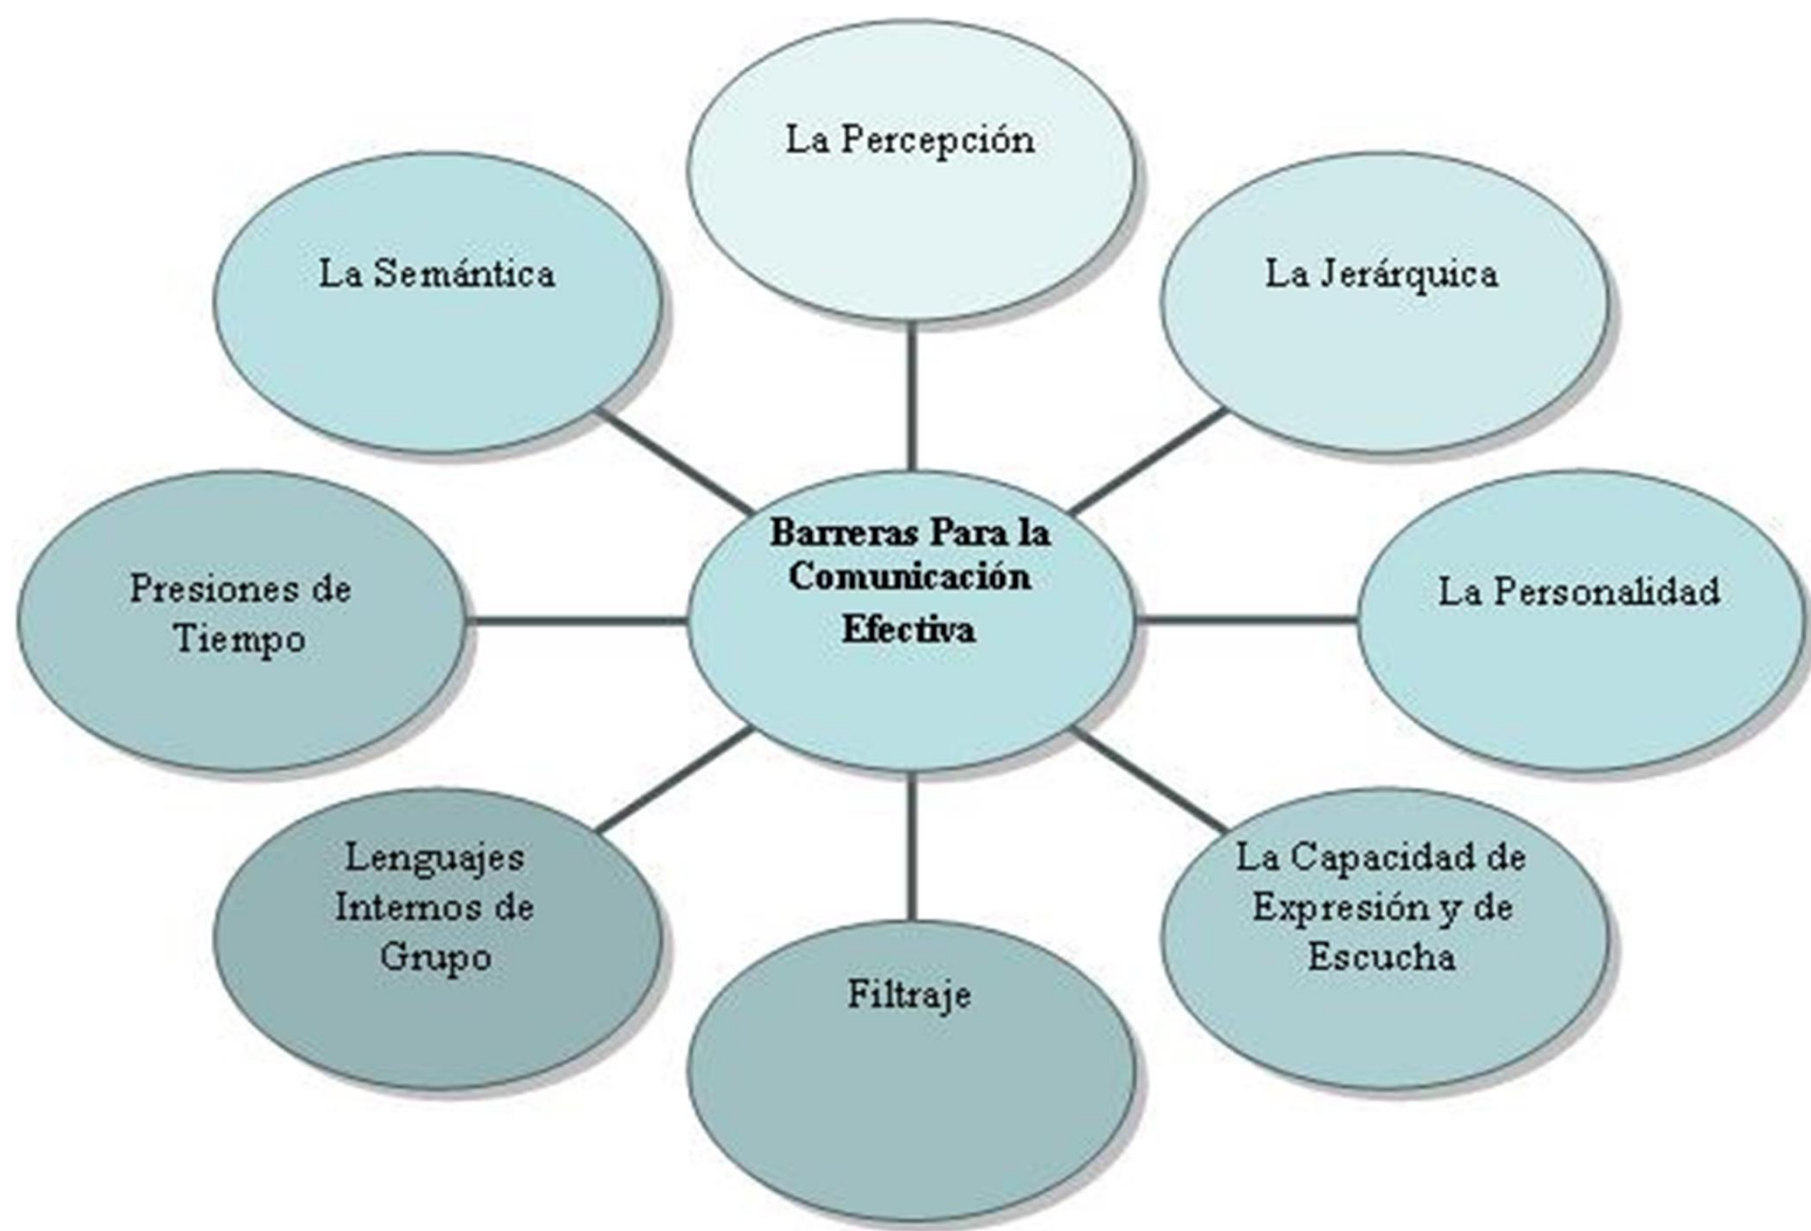 La Percepción
La Semántica
La Jerárquica
Barreras Para la
Comunicación
Efectiva
Presiones de
Tiempo
La Personalidad
Lenguajes
Internos de
Grupo
La Capacidad de
Expresión y de
Escucha
Filtraje